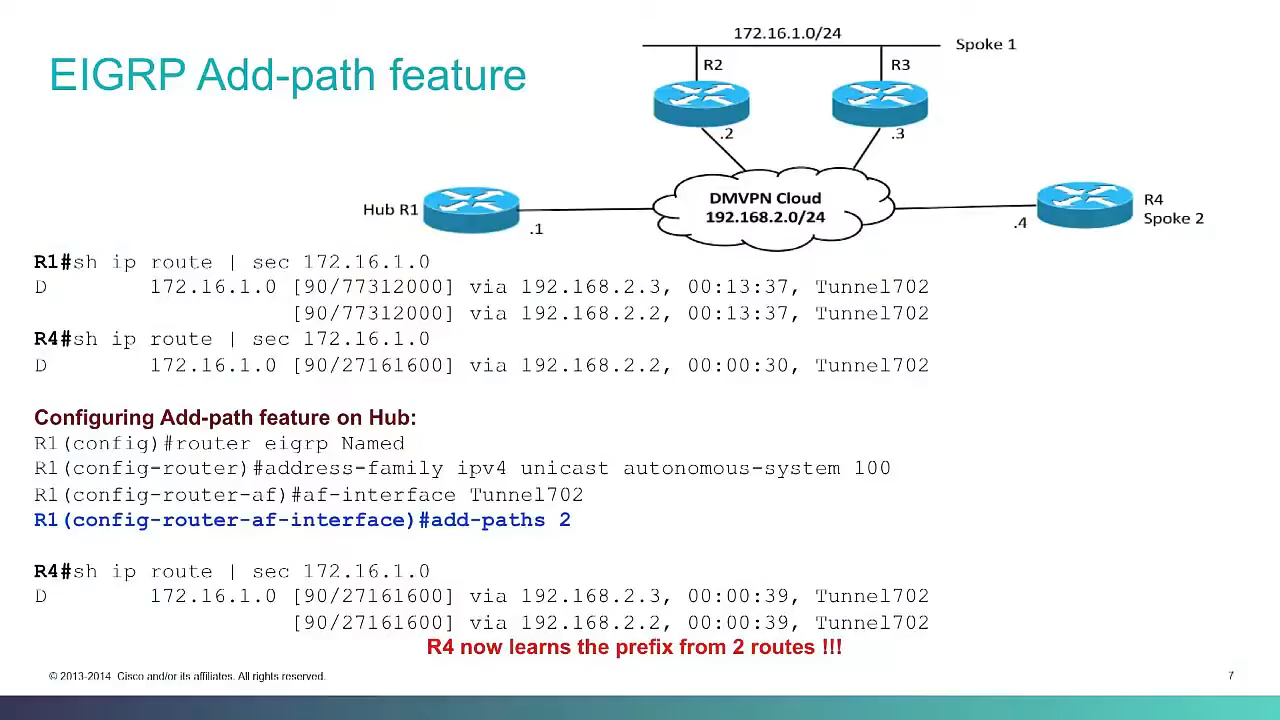 EIGRP Add-path feature
172.16.1.0/24
Spoke 1
R2
R3
.2
.3
DMVPN Cloud
192.168.2.0/24
Hub R1
.1
R4
Spoke 2
.4
R1#sh ip route | sec 172.16.1.0
D 172.16.1.0 [90/77312000] via 192.168.2.3, 00:13:37, Tunnel702
[90/77312000] via 192.168.2.2, 00:13:37, Tunnel702
R4#sh ip route | sec 172.16.1.0
D 172.16.1.0 [90/27161600] via 192.168.2.2, 00:00:30, Tunnel702
Configuring Add-path feature on Hub:
R1(config)#router eigrp Named
R1(config-router)#address-family ipv4 unicast autonomous-system 100
R1(config-router-af)#af-interface Tunnel702
R1(config-router-af-interface)#add-paths 2
R4#sh ip route | sec 172.16.1.0
D 172.16.1.0 [90/27161600] via 192.168.2.3, 00:00:39, Tunnel702
[90/27161600] via 192.168.2.2, 00:00:39, Tunnel702
R4 now learns the prefix from 2 routes !!!
© 2013-2014 Cisco and/or its affiliates. All rights reserved.
7